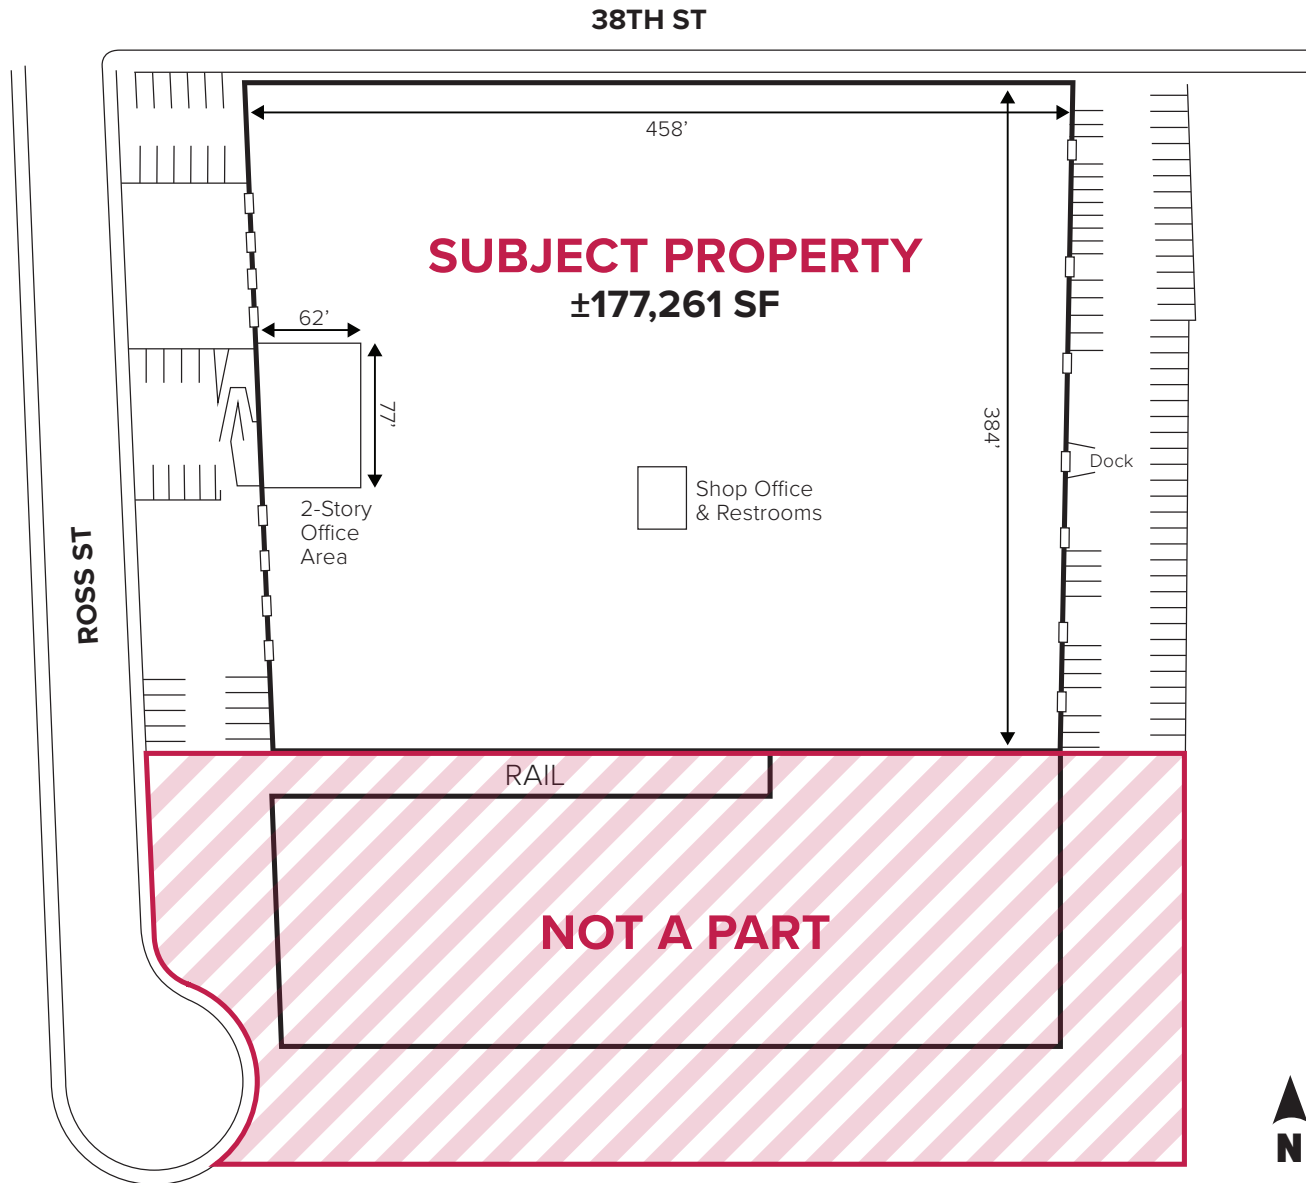 38TH ST
458’
SUBJECT PROPERTY
±177,261 SF
62’
77’
384’
Dock
Shop Office
& Restrooms
2-Story
Office
Area
ROSS ST
RAIL
NOT A PART
N